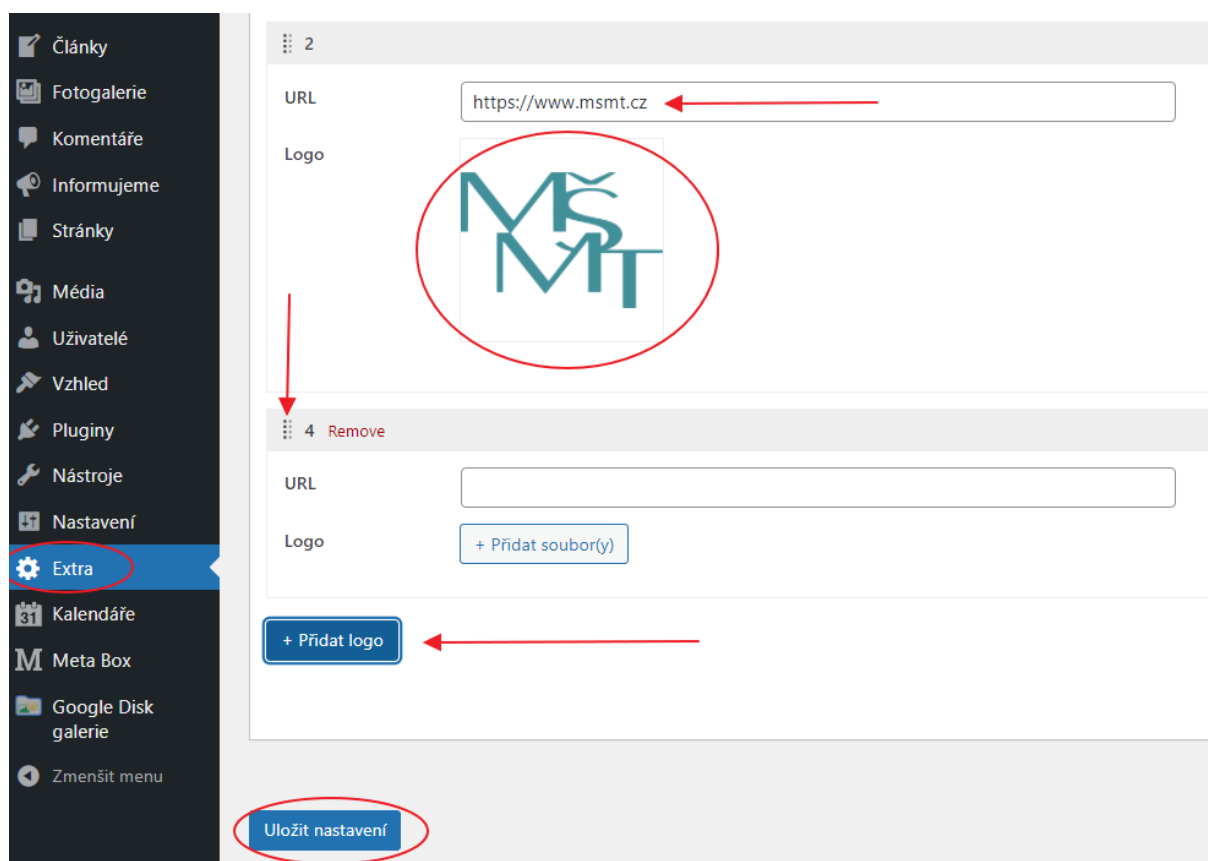 Články
Fotogalerie
Komentáře
Informujeme
Stránky
Média
Uživatelé
Vzhled
Pluginy
Nástroje
Nastavení
Extra
31 Kalendáře
M Meta Box
Google Disk
galerie
Zmenšit menu
2
URL
https://www.msmt.cz
Logo
MŠ
MT
4 Remove
URL
Logo
+ Přidat soubor(y)
+ Přidat logo
Uložit nastavení